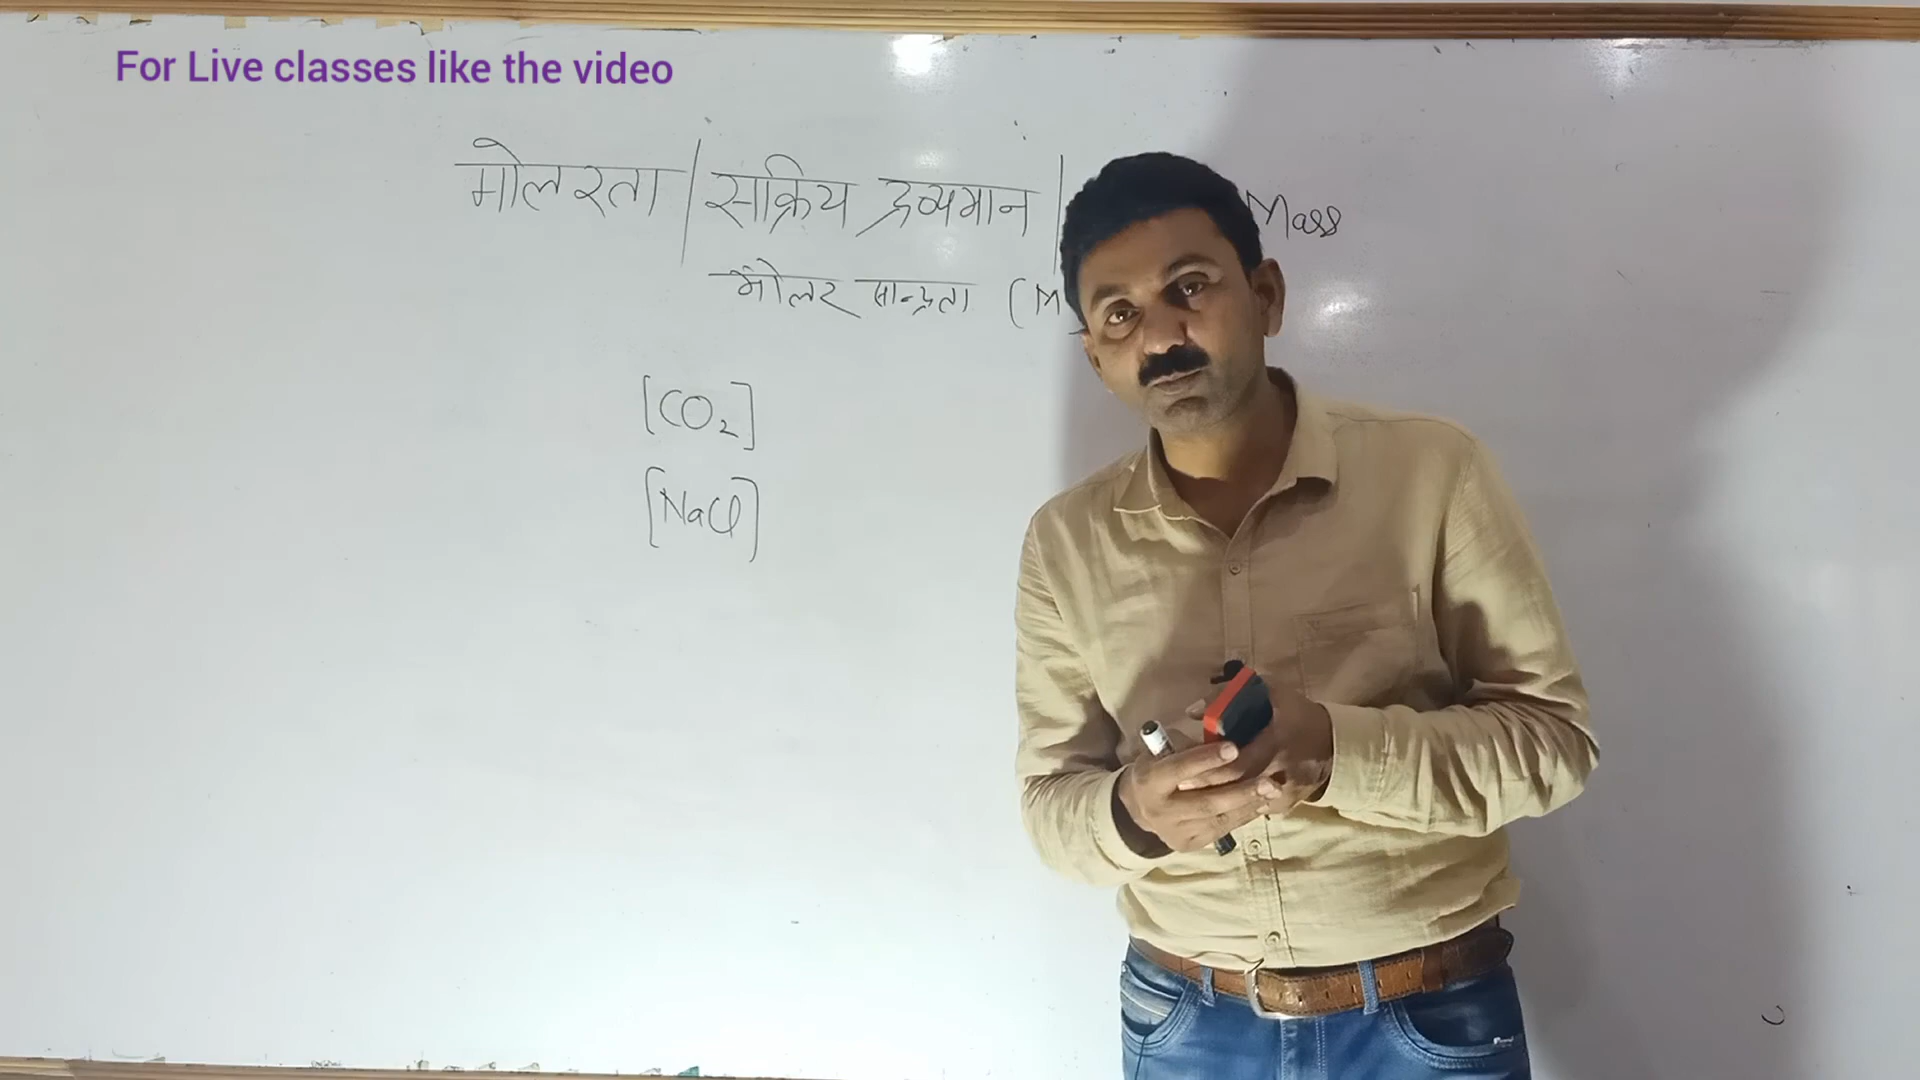 For Live classes like the video
मोलरता | सक्रिय द्रव्यमान | Mass
मोलर सान्द्रता (M
[CO₂]
[NaCl]